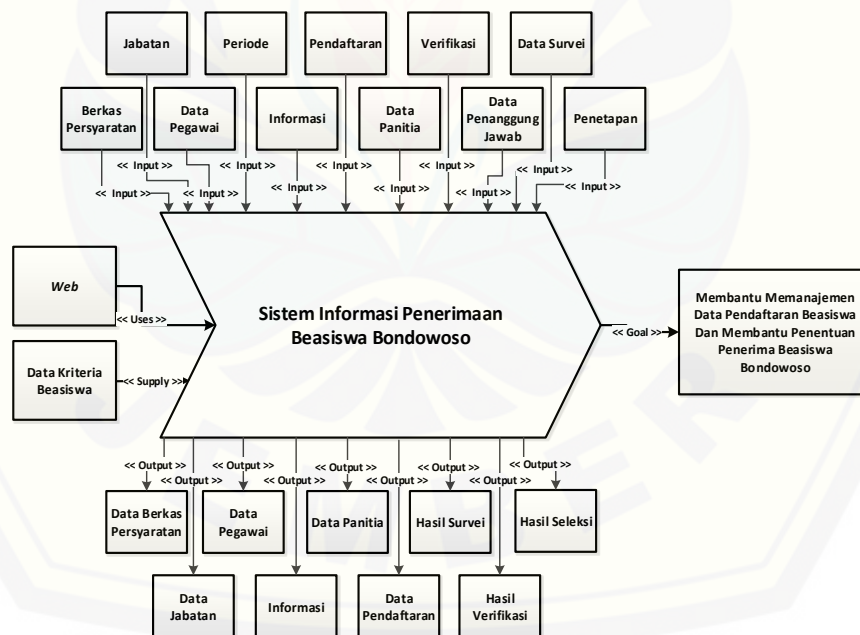 Jabatan
Periode
Pendaftaran
Verifikasi
Data Survei
Berkas
Persyaratan
Data
Pegawai
Informasi
Data
Panitia
Data
Penanggung
Jawab
Penetapan
<< Input >>
<< Input >>
<< Input >>
<< Input >>
<< Input >>
<< Input >>
<< Input >>
<< Input >>
<< Input >>
<< Input >>
<< Input >>
Web
<< Uses >>
Data Kriteria
Beasiswa
<< Supply >>
Sistem Informasi Penerimaan
Beasiswa Bondowoso
<< Goal >>
Membantu Memanajemen
Data Pendaftaran Beasiswa
Dan Membantu Penentuan
Penerima Beasiswa
Bondowoso
<< Output >>
<< Output >>
<< Output >>
<< Output >>
<< Output >>
<< Output >>
<< Output >>
<< Output >>
<< Output >>
Data Berkas
Persyaratan
Data
Pegawai
Data Panitia
Hasil Survei
Hasil Seleksi
Data
Jabatan
Informasi
Data
Pendaftaran
Hasil
Verifikasi
JEMBER